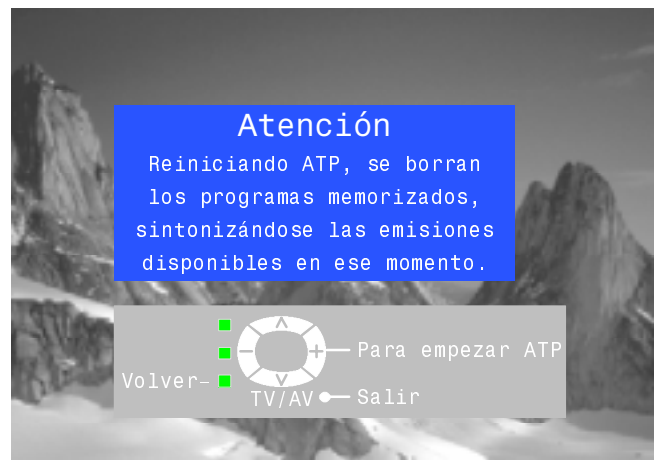 Atención
Reiniciando ATP, se borran
los programas memorizados,
sintonizándose las emisiones
disponibles en ese momento.
Para empezar ATP
Volver
TV/AV Salir